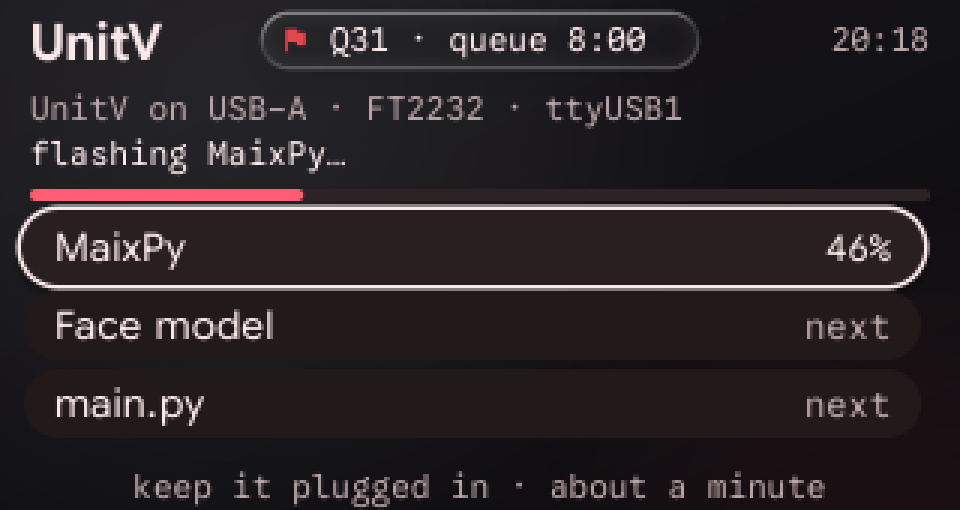 UnitV
Q31 · queue 8:00
20:18
UnitV on USB-A · FT2232 · ttyUSB1
flashing MaixPy…
MaixPy 46%
Face model next
main.py next
keep it plugged in · about a minute